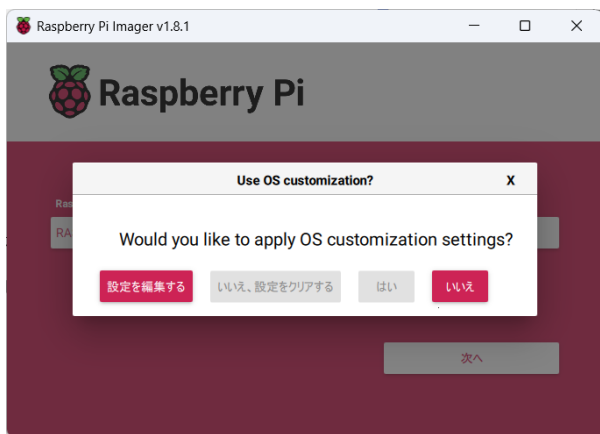 Raspberry Pi Imager v1.8.1
Raspberry Pi
Use OS customization?
X
Ras
RA
Would you like to apply OS customization settings?
設定を編集する
いいえ、設定をクリアする
はい
いいえ
次へ